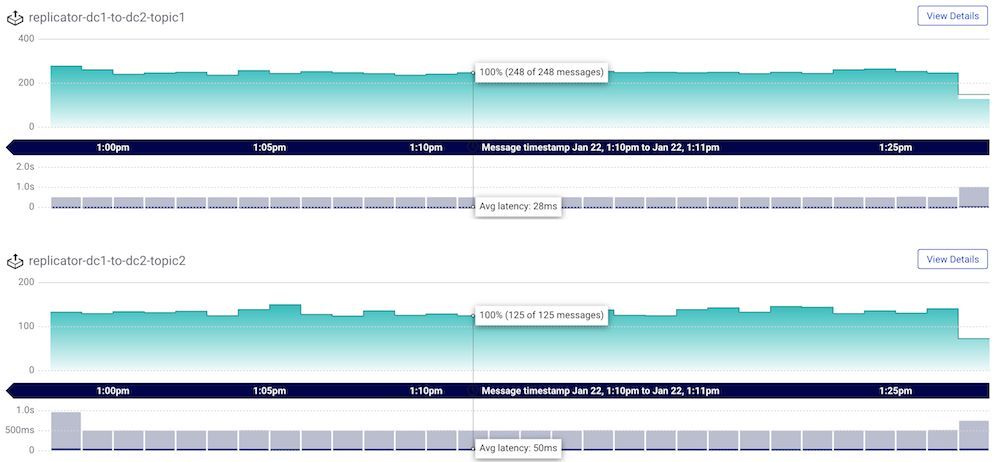 replicator-dc1-to-dc2-topic1
View Details
400
200
0
100% (248 of 248 messages)
1:00pm 1:05pm 1:10pm Message timestamp Jan 22, 1:10pm to Jan 22, 1:11pm 1:25pm
2.0s
1.0s
0
Avg latency: 28ms
replicator-dc1-to-dc2-topic2
View Details
200
100
0
100% (125 of 125 messages)
1:00pm 1:05pm 1:10pm Message timestamp Jan 22, 1:10pm to Jan 22, 1:11pm 1:25pm
1.0s
500ms
0
Avg latency: 50ms